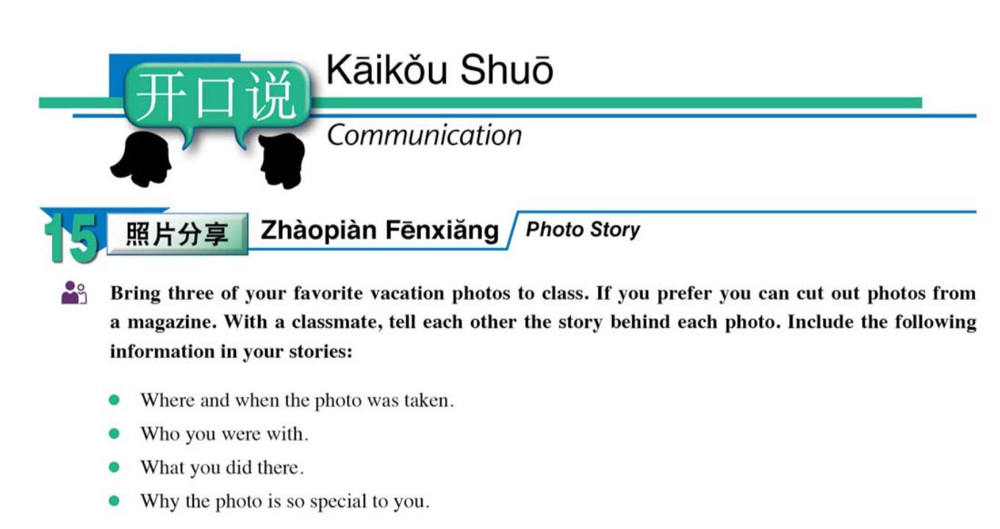 开口说
Kāikǒu Shuō
Communication
15 照片分享 Zhàopiàn Fēnxiǎng Photo Story
Bring three of your favorite vacation photos to class. If you prefer you can cut out photos from
a magazine. With a classmate, tell each other the story behind each photo. Include the following
information in your stories:
● Where and when the photo was taken.
● Who you were with.
● What you did there.
● Why the photo is so special to you.